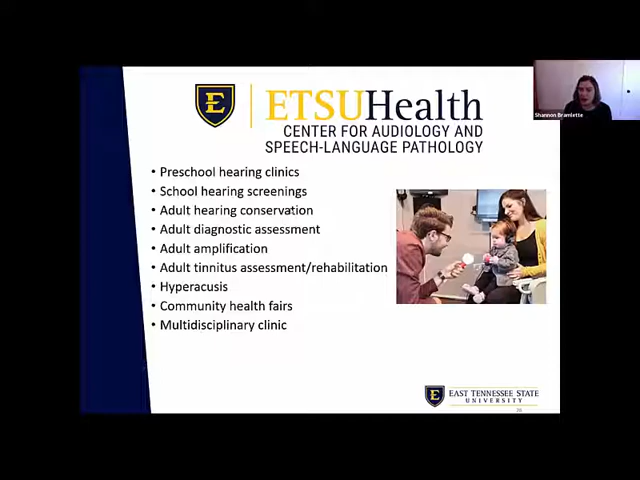 E
ETSUHealth
CENTER FOR AUDIOLOGY AND
SPEECH-LANGUAGE PATHOLOGY
• Preschool hearing clinics
• School hearing screenings
• Adult hearing conservation
• Adult diagnostic assessment
• Adult amplification
• Adult tinnitus assessment/rehabilitation
• Hyperacusis
• Community health fairs
• Multidisciplinary clinic
Shannon Bramlette
E
EAST TENNESSEE STATE
UNIVERSITY